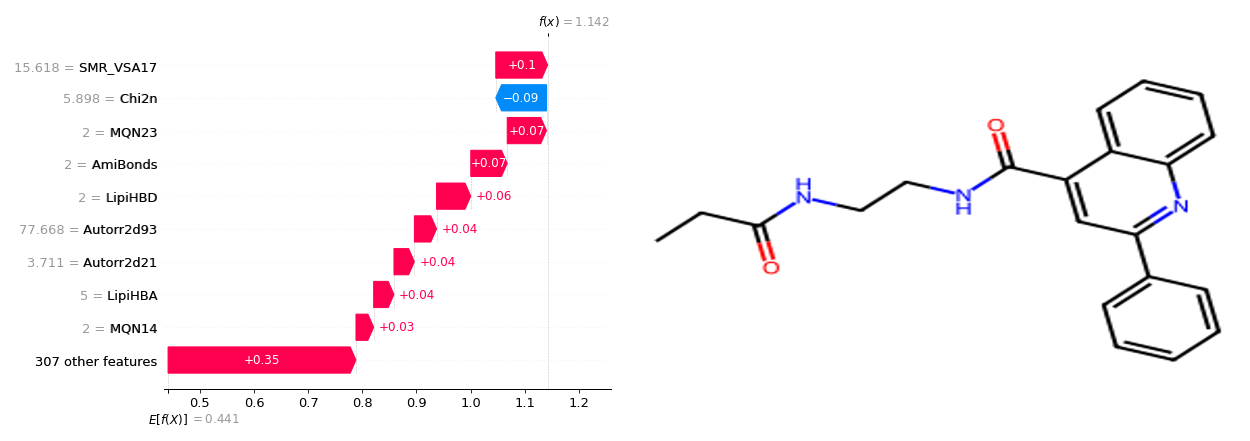 f(x) = 1.142
15.618 = SMR_VSA17
+0.1
5.898 = Chi2n
−0.09
2 = MQN23
+0.07
2 = AmiBonds
+0.07
2 = LipiHBD
+0.06
77.668 = Autorr2d93
+0.04
3.711 = Autorr2d21
+0.04
5 = LipiHBA
+0.04
2 = MQN14
+0.03
307 other features
+0.35
0.5 0.6 0.7 0.8 0.9 1.0 1.1 1.2
E[f(X)] = 0.441
O
H
N
N
H
N
O